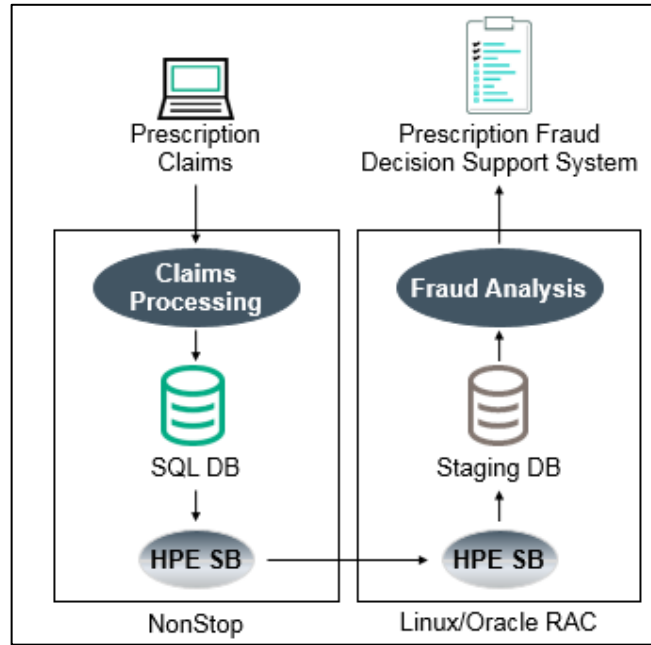 Prescription
Claims
Prescription Fraud
Decision Support System
Claims
Processing
Fraud Analysis
SQL DB
Staging DB
HPE SB
HPE SB
NonStop
Linux/Oracle RAC